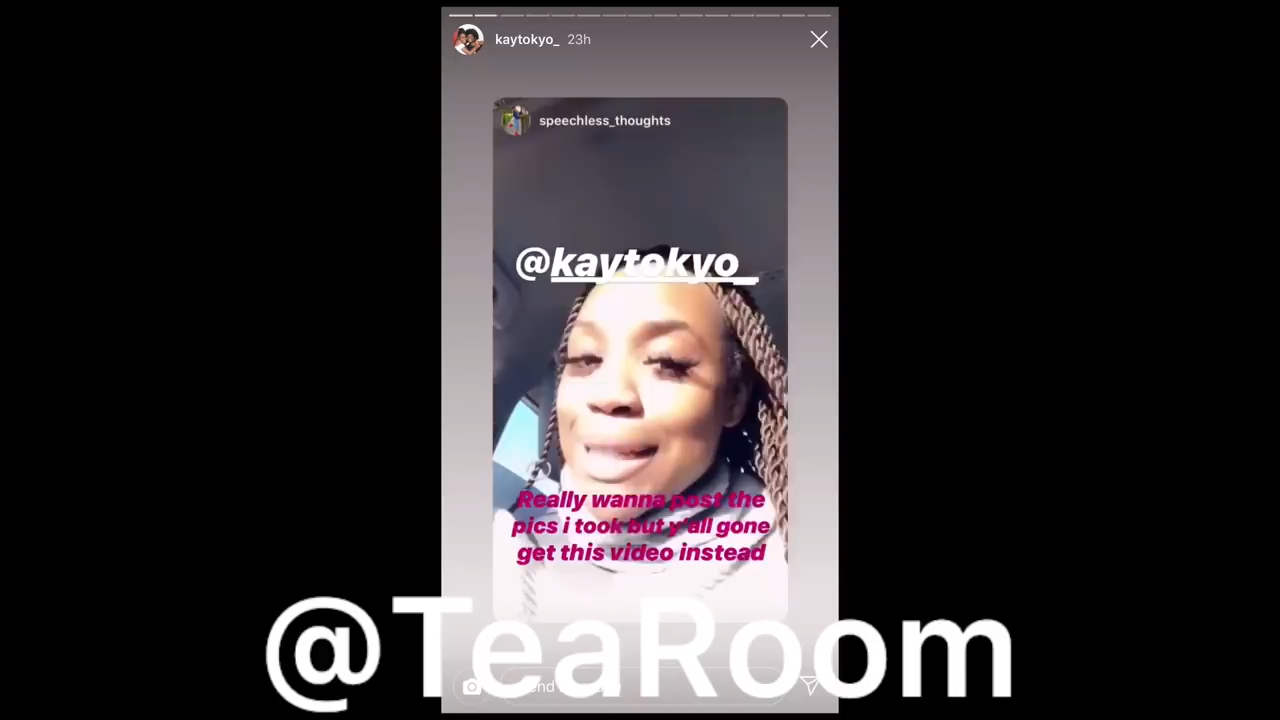 kaytokyo_ 23h
speechless_thoughts
@kaytokyo_
Really wanna post the
pics i took but y'all gone
get this video instead
@TeaRoom